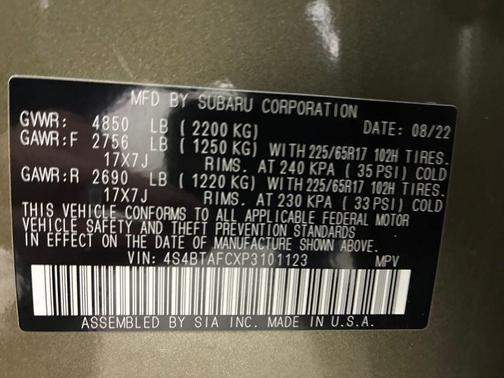 MFD BY SUBARU CORPORATION
GVWR: 4850 LB (2200 KG) DATE: 08/22
GAWR:F 2756 LB (1250 KG) WITH 225/65R17 102H TIRES.
17X7J RIMS. AT 240 KPA (35 PSI) COLD
GAWR:R 2690 LB (1220 KG) WITH 225/65R17 102H TIRES.
17X7J RIMS. AT 230 KPA (33 PSI) COLD
THIS VEHICLE CONFORMS TO ALL APPLICABLE FEDERAL MOTOR
VEHICLE SAFETY AND THEFT PREVENTION STANDARDS
IN EFFECT ON THE DATE OF MANUFACTURE SHOWN ABOVE.
VIN: 4S4BTAFCXP3101123 MPV
ASSEMBLED BY SIA INC. MADE IN U.S.A.